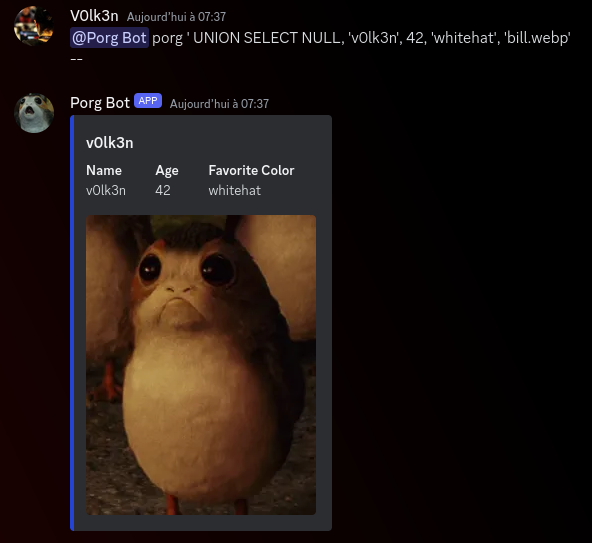 V0lk3n Aujourd'hui à 07:37
@Porg Bot porg ' UNION SELECT NULL, 'v0lk3n', 42, 'whitehat', 'bill.webp'
--
Porg Bot APP Aujourd'hui à 07:37
v0lk3n
Name Age Favorite Color
v0lk3n 42 whitehat